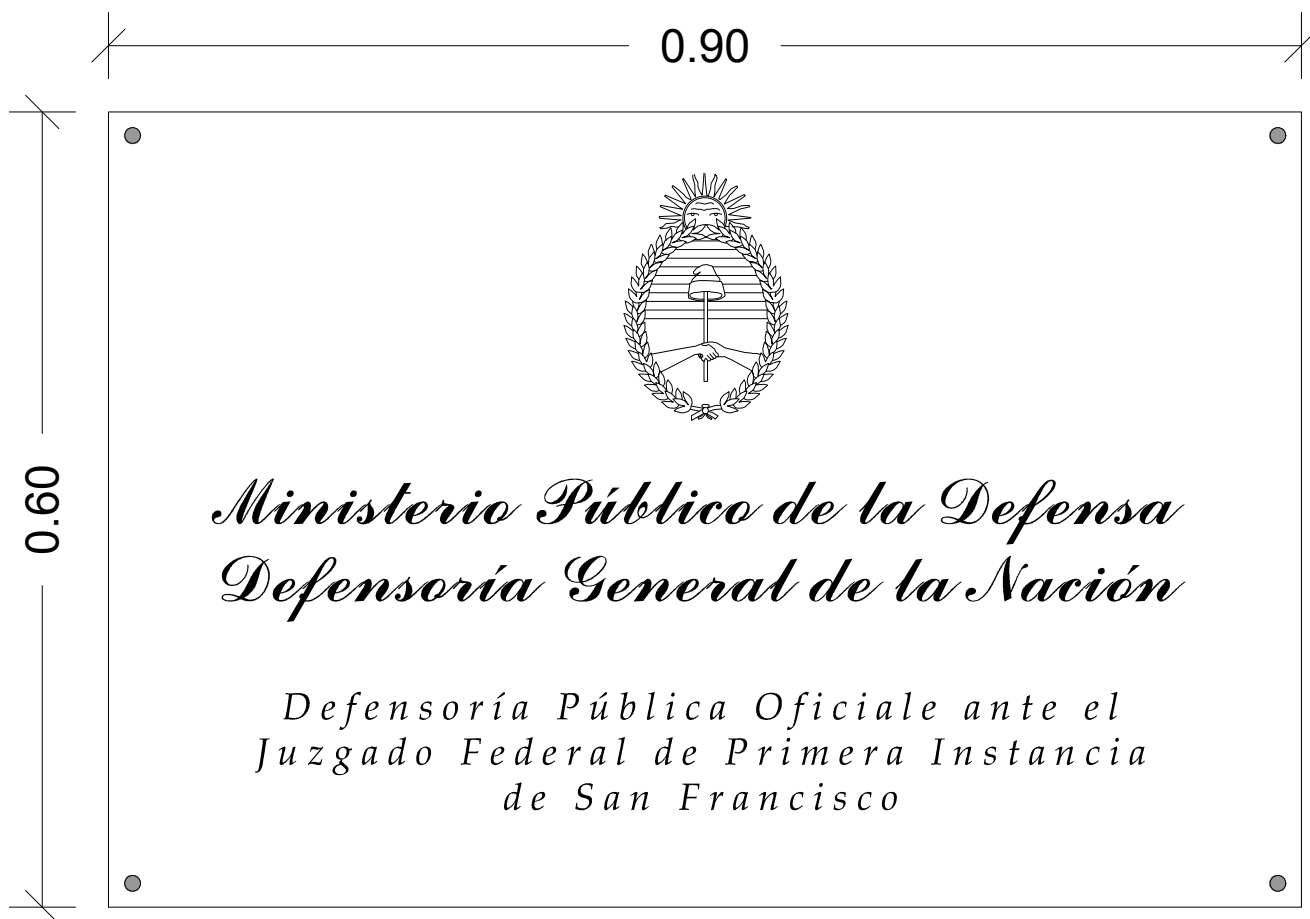 0.90
0.60
Ministerio Público de la Defensa
Defensoría General de la Nación
Defensoría Pública Oficiale ante el
Juzgado Federal de Primera Instancia
de San Francisco